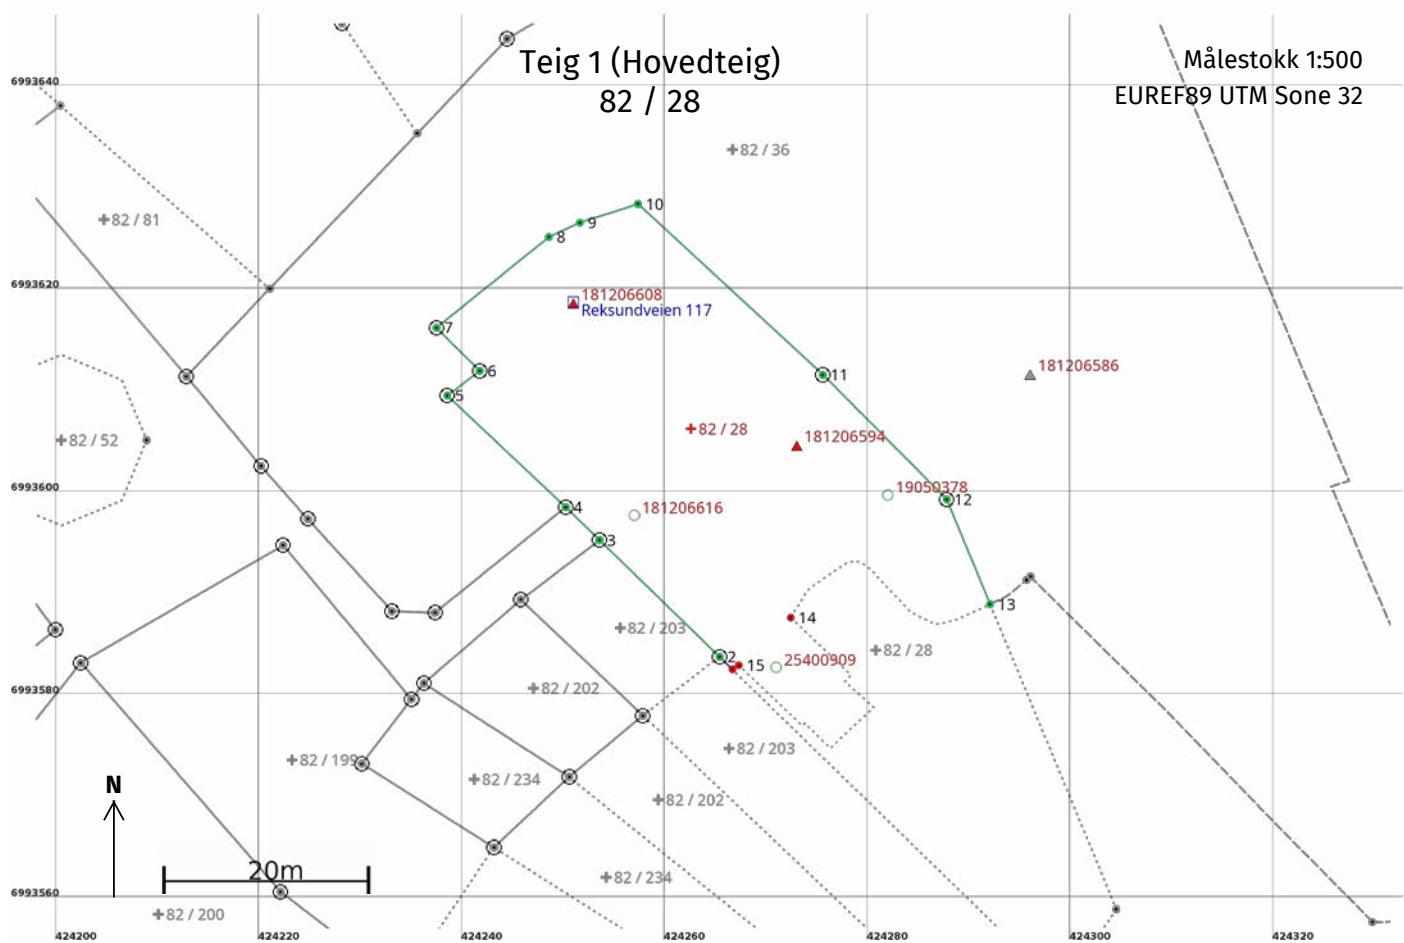 Teig 1 (Hovedteig)
82 / 28
Målestokk 1:500
EUREF89 UTM Sone 32
6993640
82 / 36
10
9
8
82 / 81
6993620
181206608
Reksundveien 117
7
6
5
11
181206586
82 / 28
181206594
82 / 52
6993600
19050378
12
181206616
4
3
13
14
82 / 203
82 / 28
2
15
25400909
6993580
82 / 202
82 / 203
82 / 199
82 / 234
82 / 202
N
20m
82 / 234
6993560
82 / 200
424200
424220
424240
424260
424280
424300
424320